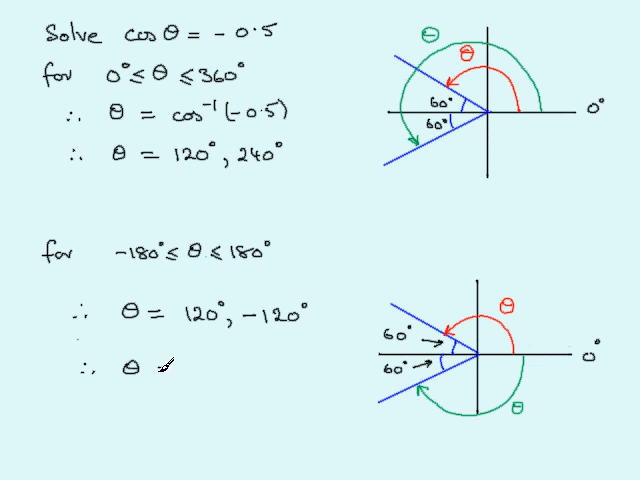 Solve cos θ = - 0.5
for 0° ≤ θ ≤ 360°
∴ θ = cos⁻¹(-0.5)
∴ θ = 120°, 240°
θ
θ
60°
60°
0°
for -180° ≤ θ ≤ 180°
∴ θ = 120°, -120°
∴ θ =
θ
60°
60°
0°
θ